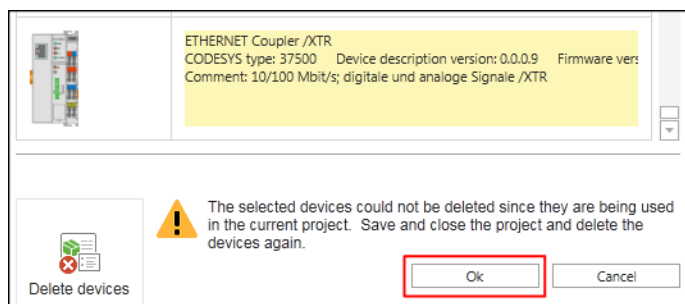 ETHERNET Coupler /XTR
CODESYS type: 37500 Device description version: 0.0.0.9 Firmware vers
Comment: 10/100 Mbit/s; digitale und analoge Signale /XTR
The selected devices could not be deleted since they are being used
in the current project. Save and close the project and delete the
devices again.
Delete devices
Ok
Cancel